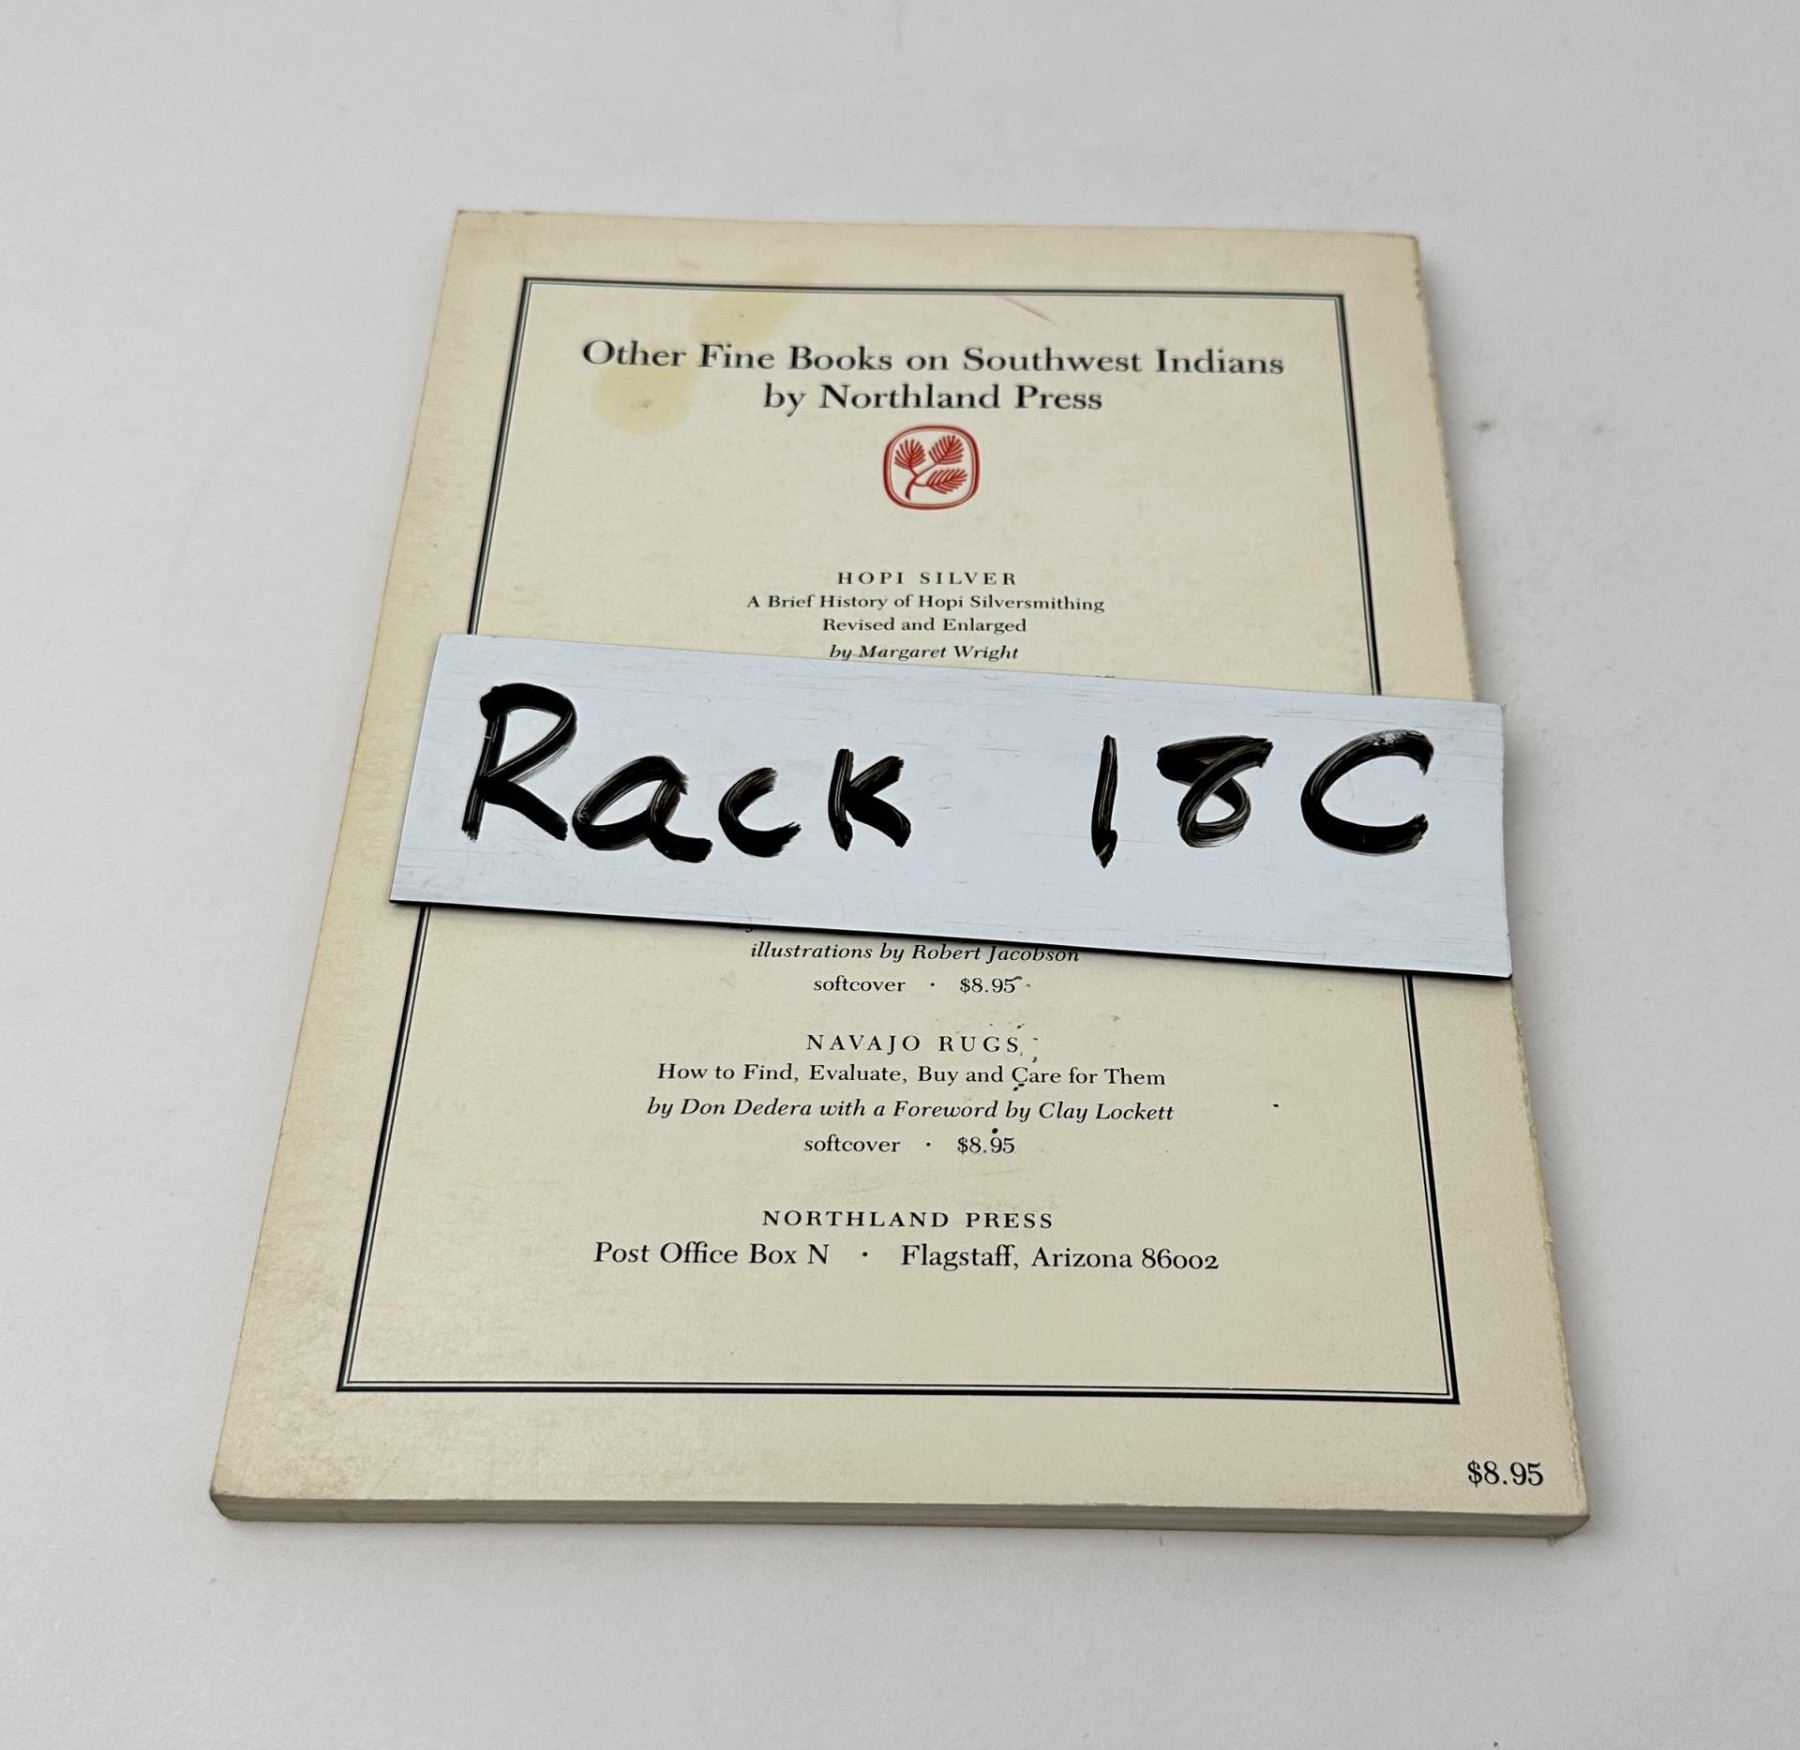 Other Fine Books on Southwest Indians
by Northland Press
HOPI SILVER
A Brief History of Hopi Silversmithing
Revised and Enlarged
by Margaret Wright
Rack 18C
illustrations by Robert Jacobson
softcover · $8.95
NAVAJO RUGS
How to Find, Evaluate, Buy and Care for Them
by Don Dedera with a Foreword by Clay Lockett
softcover · $8.95
NORTHLAND PRESS
Post Office Box N · Flagstaff, Arizona 86002
$8.95